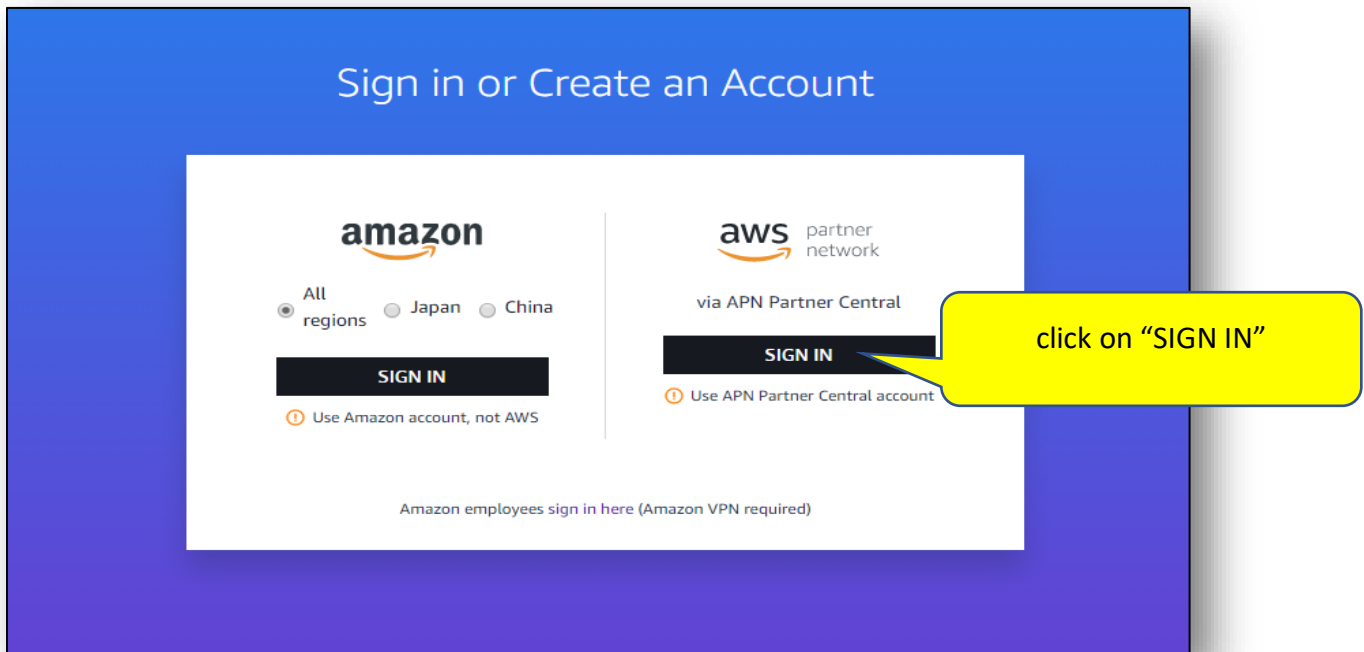 Sign in or Create an Account
amazon
All
regions
Japan
China
SIGN IN
Use Amazon account, not AWS
aws partner
network
via APN Partner Central
SIGN IN
Use APN Partner Central account
click on “SIGN IN”
Amazon employees sign in here (Amazon VPN required)